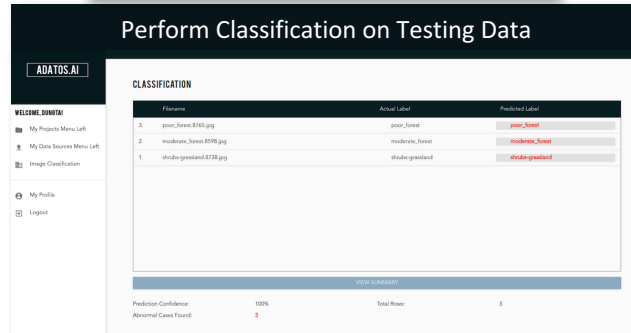 Perform Classification on Testing Data
ADATOS.AI
WELCOME, DUNGTAI
My Projects Menu Left
My Data Sources Menu Left
Image Classification
My Profile
Logout
CLASSIFICATION
Filename Actual Label Predicted Label
3. poor_forest.8765.jpg poor_forest poor_forest
2. moderate_forest.8598.jpg moderate_forest moderate_forest
1. shrubs-grassland.8738.jpg shrubs-grassland shrubs-grassland
VIEW SUMMARY
Prediction Confidence: 100% Total Rows: 3
Abnormal Cases Found: 3